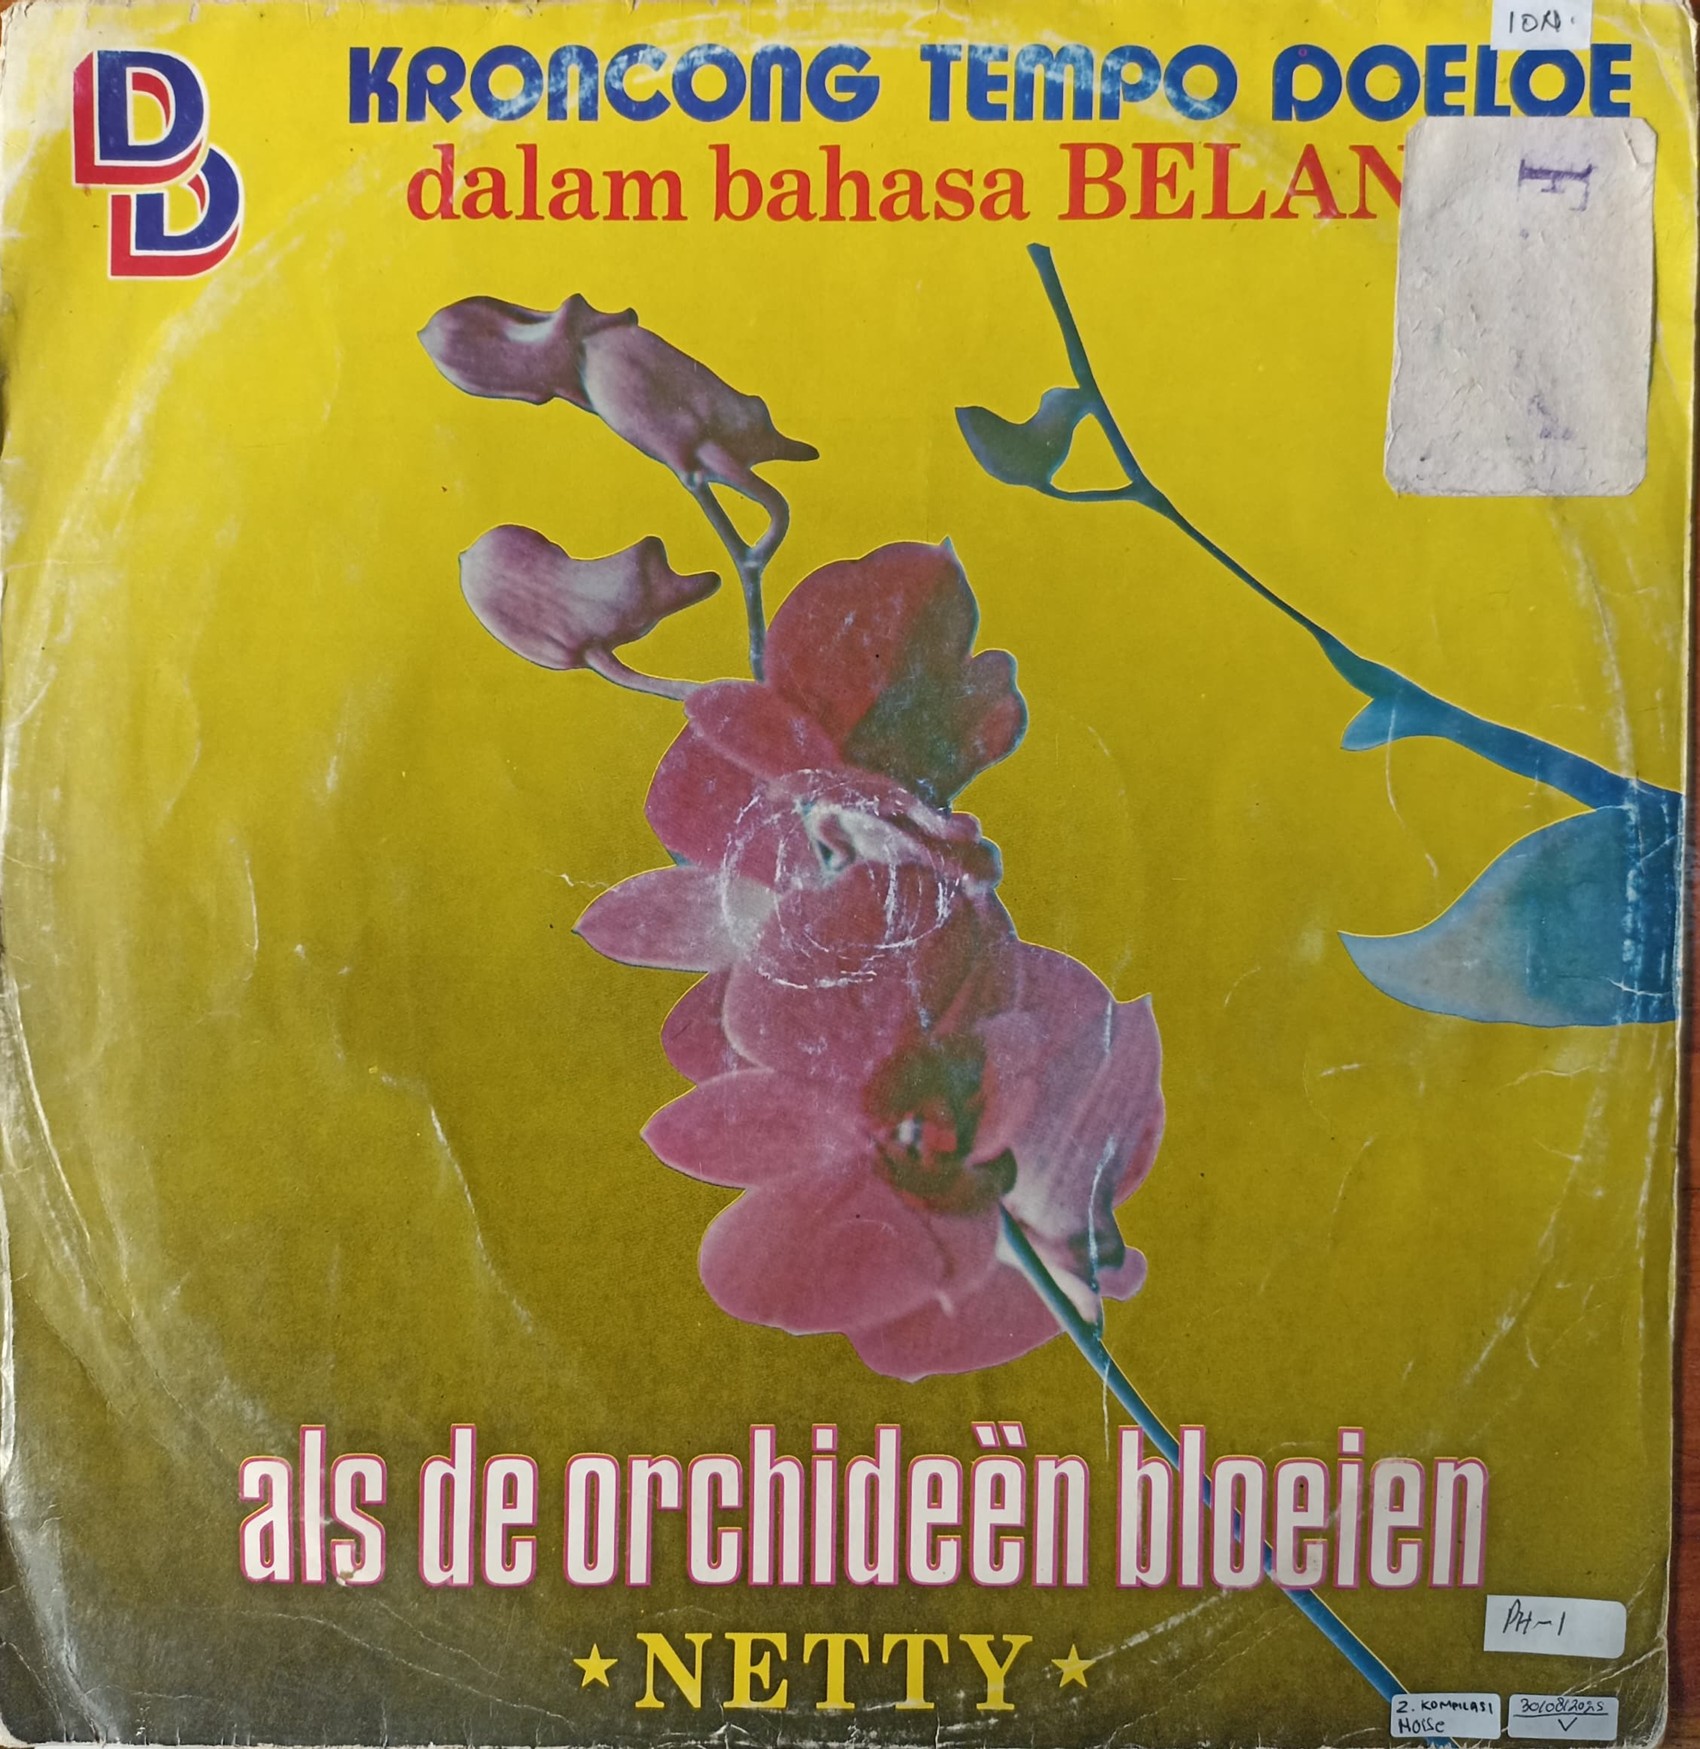 10N.
KRONCONG TEMPO DOELOE
DD
dalam bahasa BELAN
als de orchideën bloeien
NETTY
PH-1
2. KOMPILASI
NOISE
30/08/2025